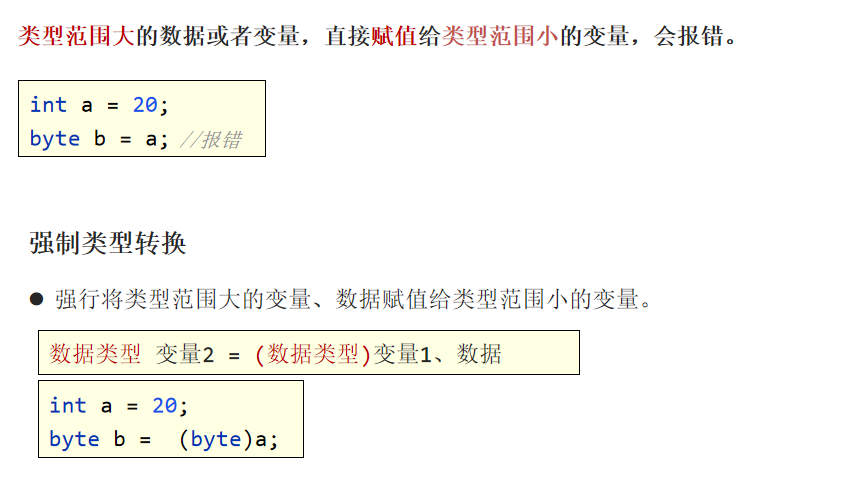 类型范围大的数据或者变量，直接赋值给类型范围小的变量，会报错。
int a = 20;
byte b = a; //报错
强制类型转换
● 强行将类型范围大的变量、数据赋值给类型范围小的变量。
数据类型 变量2 = (数据类型)变量1、数据
int a = 20;
byte b =  (byte)a;